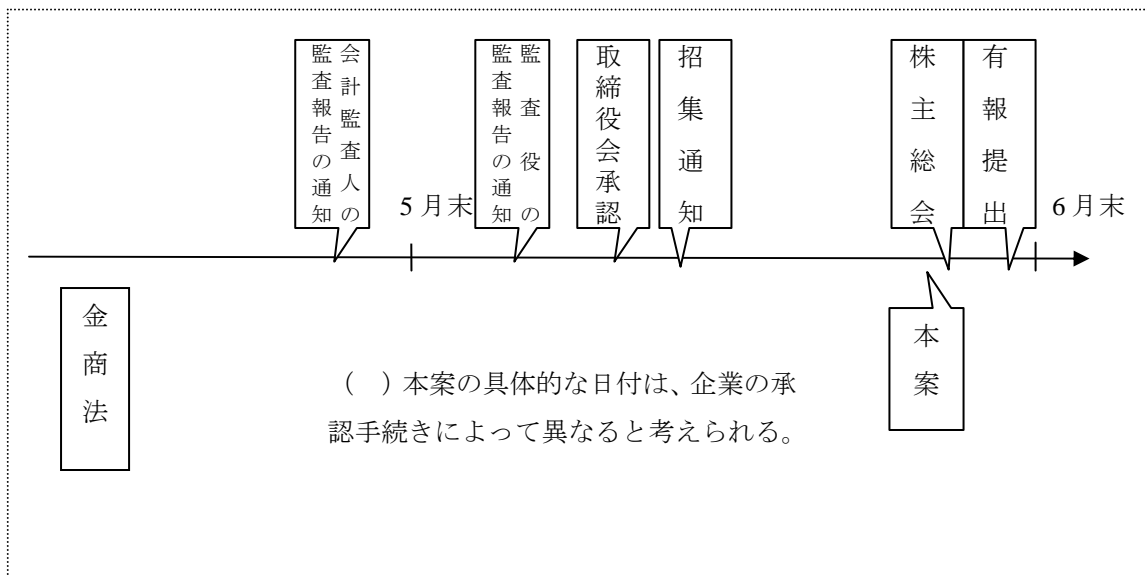 会計監査人の
監査報告の通知
5月末
監査役の
監査報告の通知
取締役会承認
招集通知
株主総会
有報提出
6月末
金商法
本案
( )本案の具体的な日付は、企業の承
認手続きによって異なると考えられる。